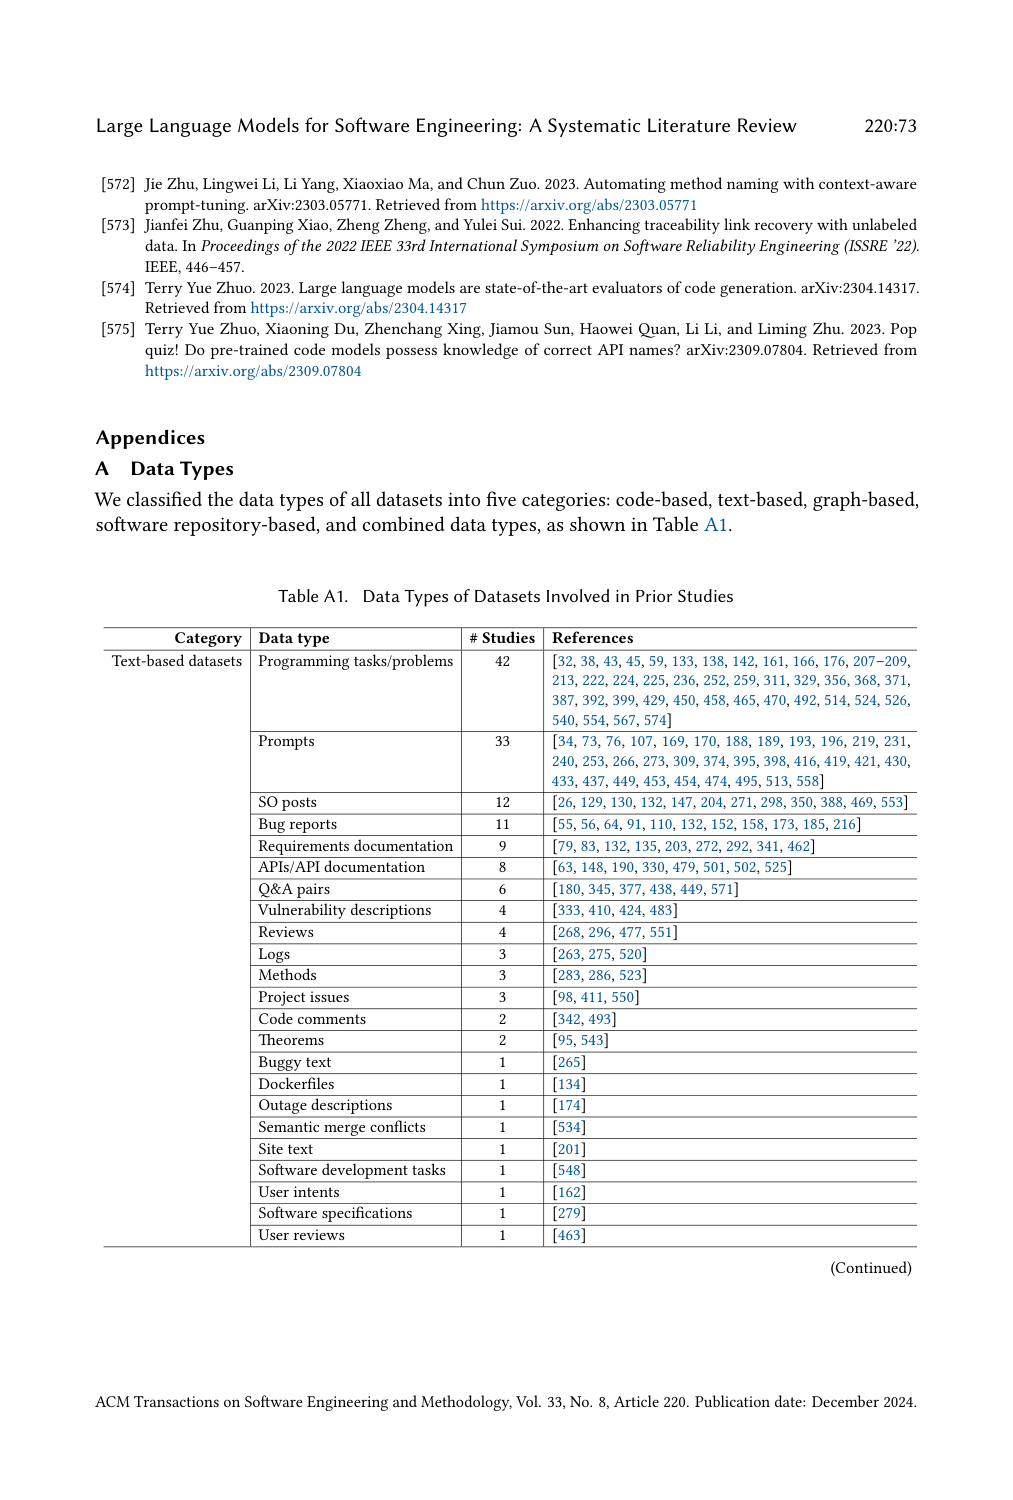 Large Language Models for Software Engineering: A Systematic Literature Review 220:73
[572] Jie Zhu, Lingwei Li, Li Yang, Xiaoxiao Ma, and Chun Zuo. 2023. Automating method naming with context-aware
prompt-tuning. arXiv:2303.05771. Retrieved from https://arxiv.org/abs/2303.05771
[573] Jianfei Zhu, Guanping Xiao, Zheng Zheng, and Yulei Sui. 2022. Enhancing traceability link recovery with unlabeled
data. In Proceedings of the 2022 IEEE 33rd International Symposium on Software Reliability Engineering (ISSRE ’22).
IEEE, 446–457.
[574] Terry Yue Zhuo. 2023. Large language models are state-of-the-art evaluators of code generation. arXiv:2304.14317.
Retrieved from https://arxiv.org/abs/2304.14317
[575] Terry Yue Zhuo, Xiaoning Du, Zhenchang Xing, Jiamou Sun, Haowei Quan, Li Li, and Liming Zhu. 2023. Pop
quiz! Do pre-trained code models possess knowledge of correct API names? arXiv:2309.07804. Retrieved from
https://arxiv.org/abs/2309.07804
Appendices
A Data Types
We classified the data types of all datasets into five categories: code-based, text-based, graph-based,
software repository-based, and combined data types, as shown in Table A1.
Table A1. Data Types of Datasets Involved in Prior Studies
Category Data type # Studies References
Text-based datasets Programming tasks/problems 42 [32, 38, 43, 45, 59, 133, 138, 142, 161, 166, 176, 207–209,
213, 222, 224, 225, 236, 252, 259, 311, 329, 356, 368, 371,
387, 392, 399, 429, 450, 458, 465, 470, 492, 514, 524, 526,
540, 554, 567, 574]
Prompts 33 [34, 73, 76, 107, 169, 170, 188, 189, 193, 196, 219, 231,
240, 253, 266, 273, 309, 374, 395, 398, 416, 419, 421, 430,
433, 437, 449, 453, 454, 474, 495, 513, 558]
SO posts 12 [26, 129, 130, 132, 147, 204, 271, 298, 350, 388, 469, 553]
Bug reports 11 [55, 56, 64, 91, 110, 132, 152, 158, 173, 185, 216]
Requirements documentation 9 [79, 83, 132, 135, 203, 272, 292, 341, 462]
APIs/API documentation 8 [63, 148, 190, 330, 479, 501, 502, 525]
Q&A pairs 6 [180, 345, 377, 438, 449, 571]
Vulnerability descriptions 4 [333, 410, 424, 483]
Reviews 4 [268, 296, 477, 551]
Logs 3 [263, 275, 520]
Methods 3 [283, 286, 523]
Project issues 3 [98, 411, 550]
Code comments 2 [342, 493]
Theorems 2 [95, 543]
Buggy text 1 [265]
Dockerfiles 1 [134]
Outage descriptions 1 [174]
Semantic merge conflicts 1 [534]
Site text 1 [201]
Software development tasks 1 [548]
User intents 1 [162]
Software specifications 1 [279]
User reviews 1 [463]
(Continued)
ACM Transactions on Software Engineering and Methodology, Vol. 33, No. 8, Article 220. Publication date: December 2024.